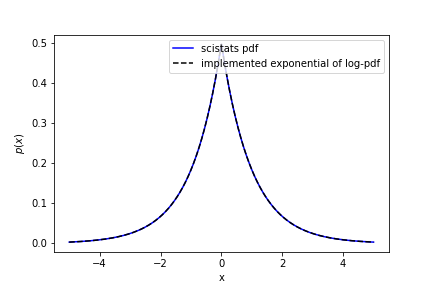 scistats pdf
implemented exponential of log-pdf
0.5
0.4
0.3
0.2
0.1
0.0
p(x)
−4
−2
0
2
4
x